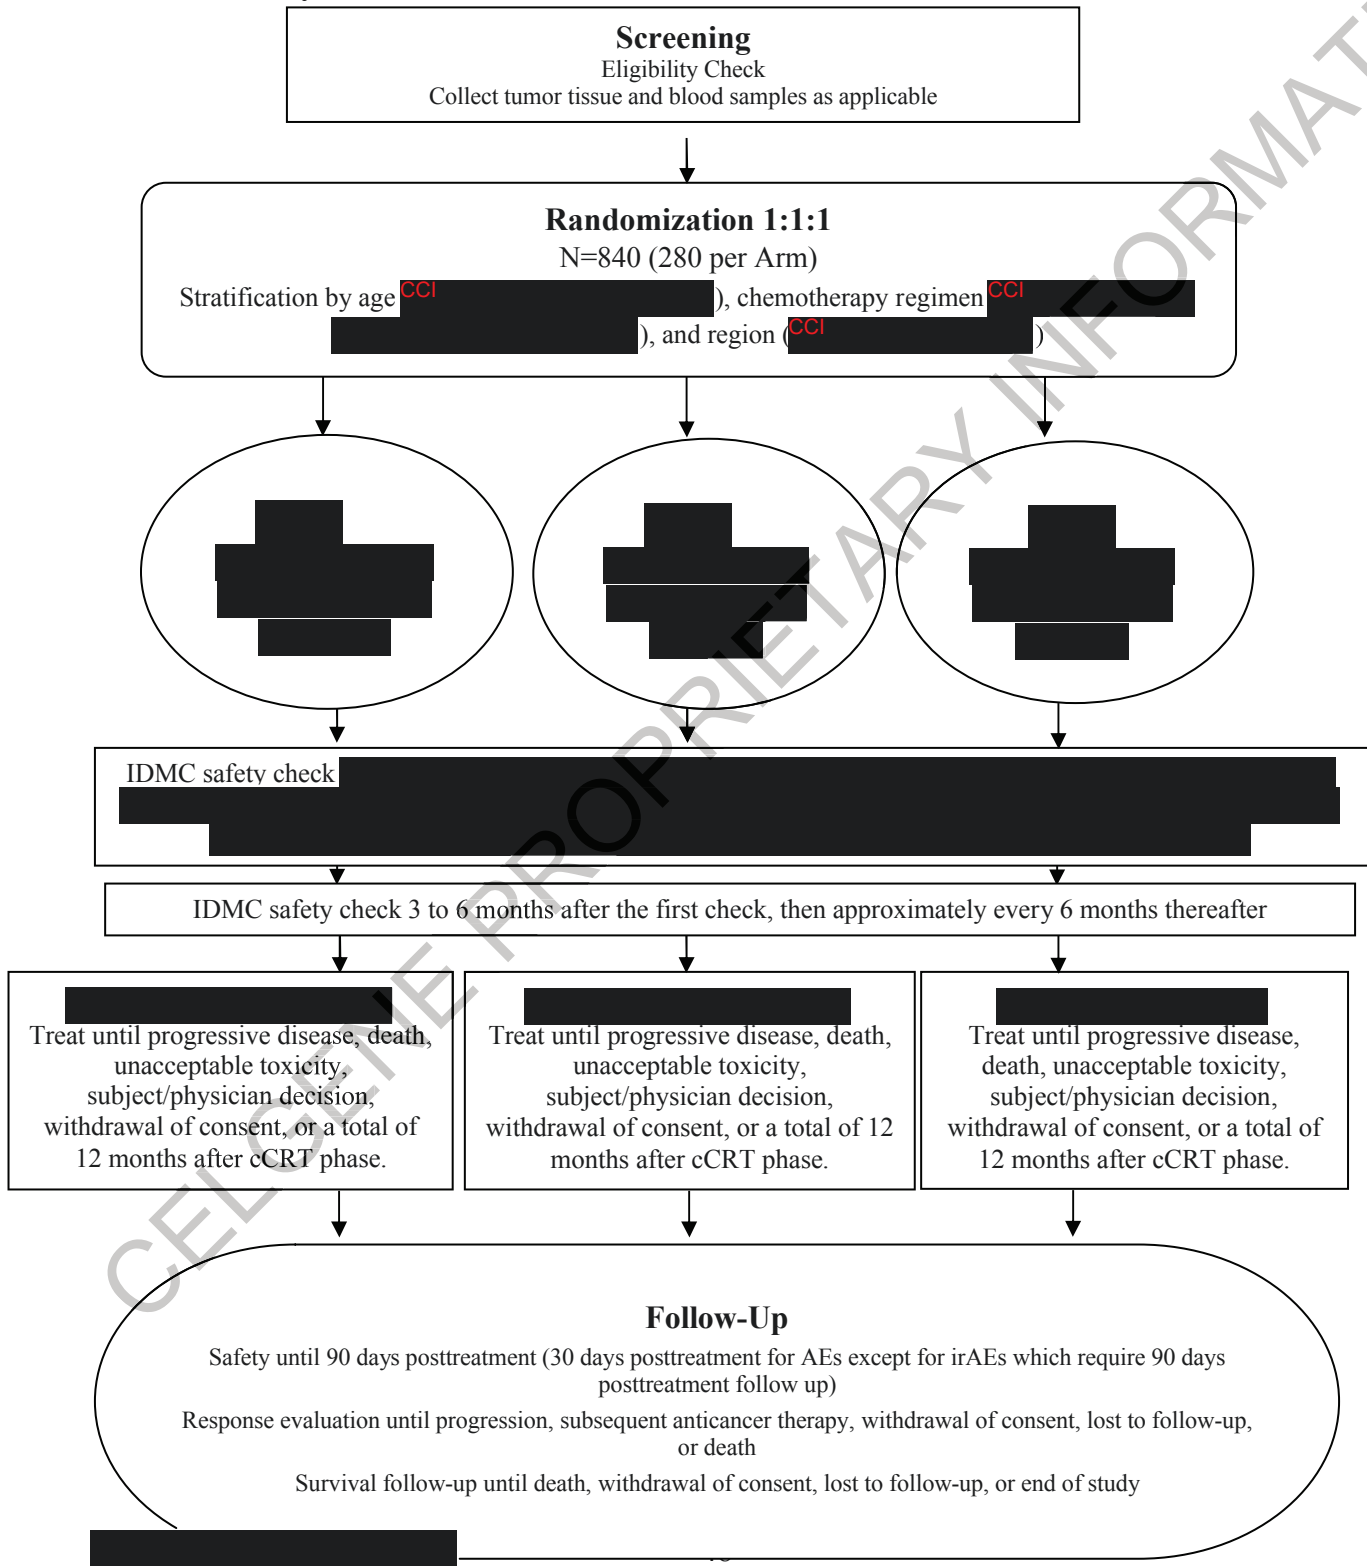 Screening
Eligibility Check
Collect tumor tissue and blood samples as applicable
Randomization 1:1:1
N=840 (280 per Arm)
Stratification by age CCI ), chemotherapy regimen CCI
), and region (CCI )
IDMC safety check
IDMC safety check 3 to 6 months after the first check, then approximately every 6 months thereafter
Treat until progressive disease, death,
unacceptable toxicity,
subject/physician decision,
withdrawal of consent, or a total of
12 months after cCRT phase.
Treat until progressive disease, death,
unacceptable toxicity,
subject/physician decision,
withdrawal of consent, or a total of 12
months after cCRT phase.
Treat until progressive disease,
death, unacceptable toxicity,
subject/physician decision,
withdrawal of consent, or a total of
12 months after cCRT phase.
Follow-Up
Safety until 90 days posttreatment (30 days posttreatment for AEs except for irAEs which require 90 days
posttreatment follow up)
Response evaluation until progression, subsequent anticancer therapy, withdrawal of consent, lost to follow-up,
or death
Survival follow-up until death, withdrawal of consent, lost to follow-up, or end of study
CELGENE PROPRIETARY INFORMAT